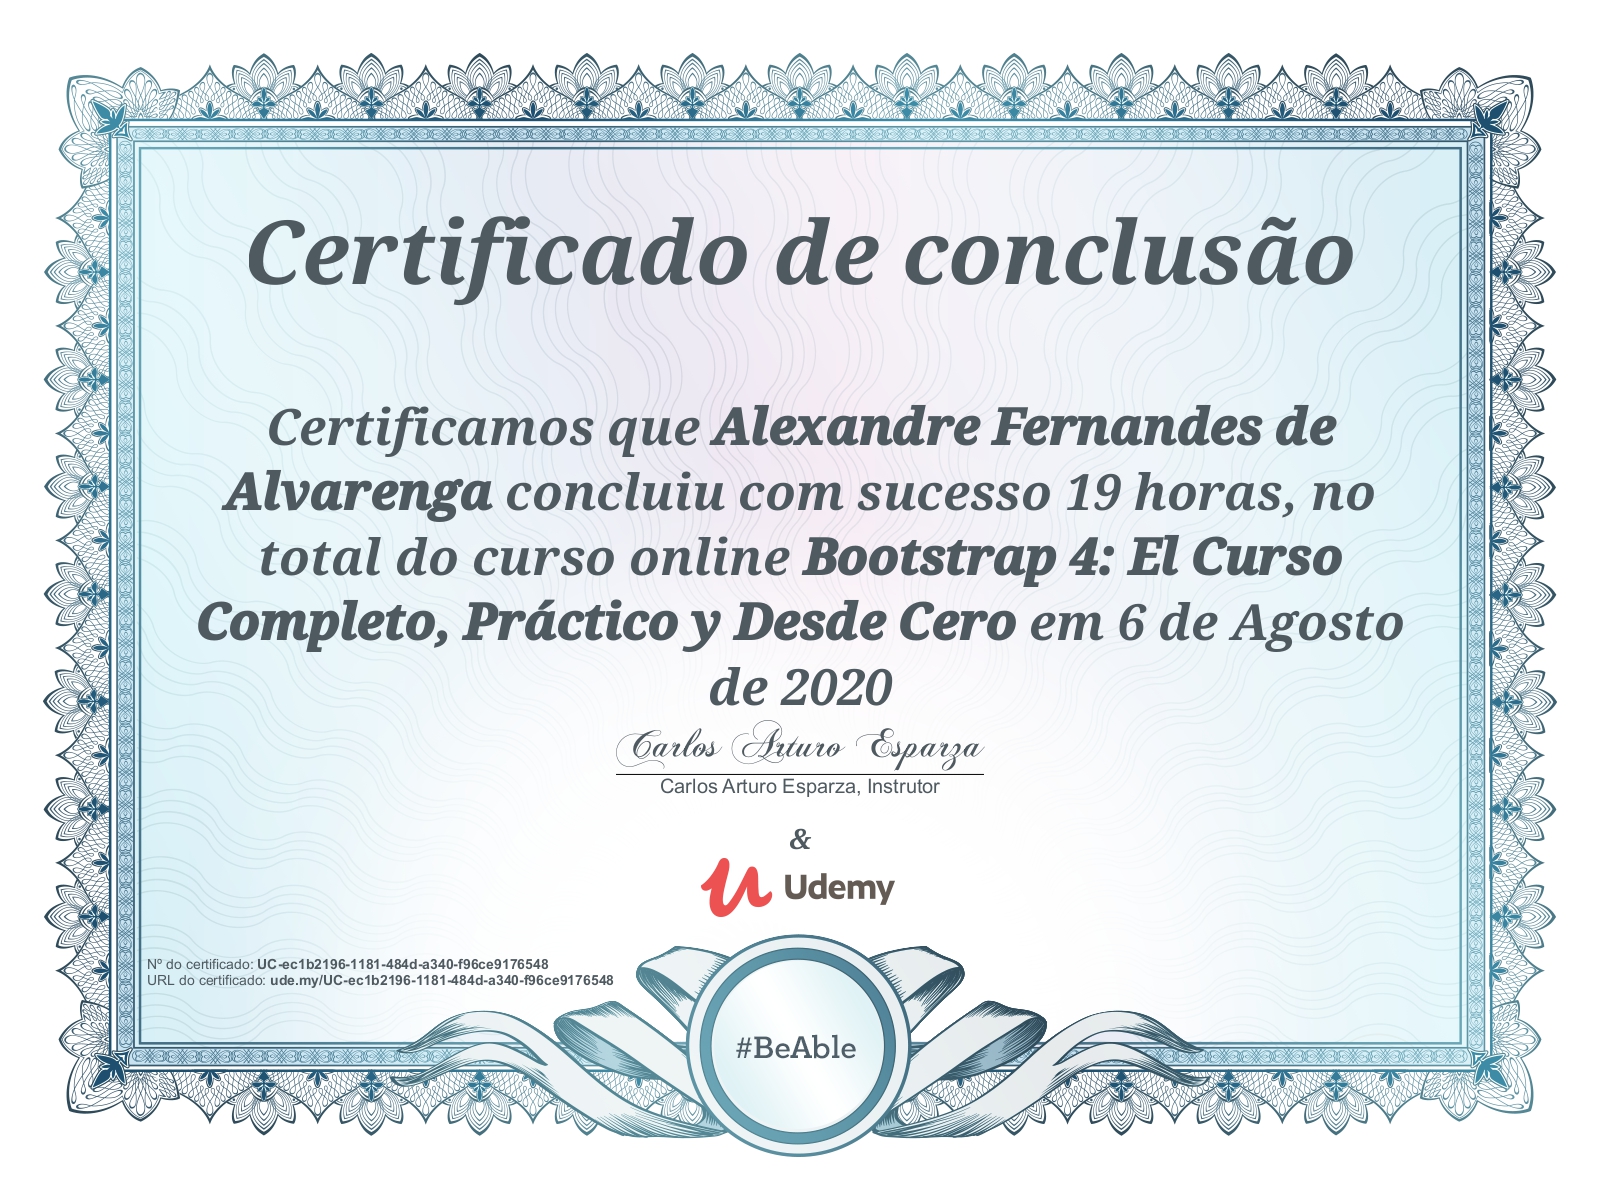 Certificado de conclusão
Certificamos que Alexandre Fernandes de
Alvarenga concluiu com sucesso 19 horas, no
total do curso online Bootstrap 4: El Curso
Completo, Práctico y Desde Cero em 6 de Agosto
de 2020
Carlos Arturo Esparza
Carlos Arturo Esparza, Instrutor
&
Udemy
Nº do certificado: UC-ec1b2196-1181-484d-a340-f96ce9176548
URL do certificado: ude.my/UC-ec1b2196-1181-484d-a340-f96ce9176548
#BeAble